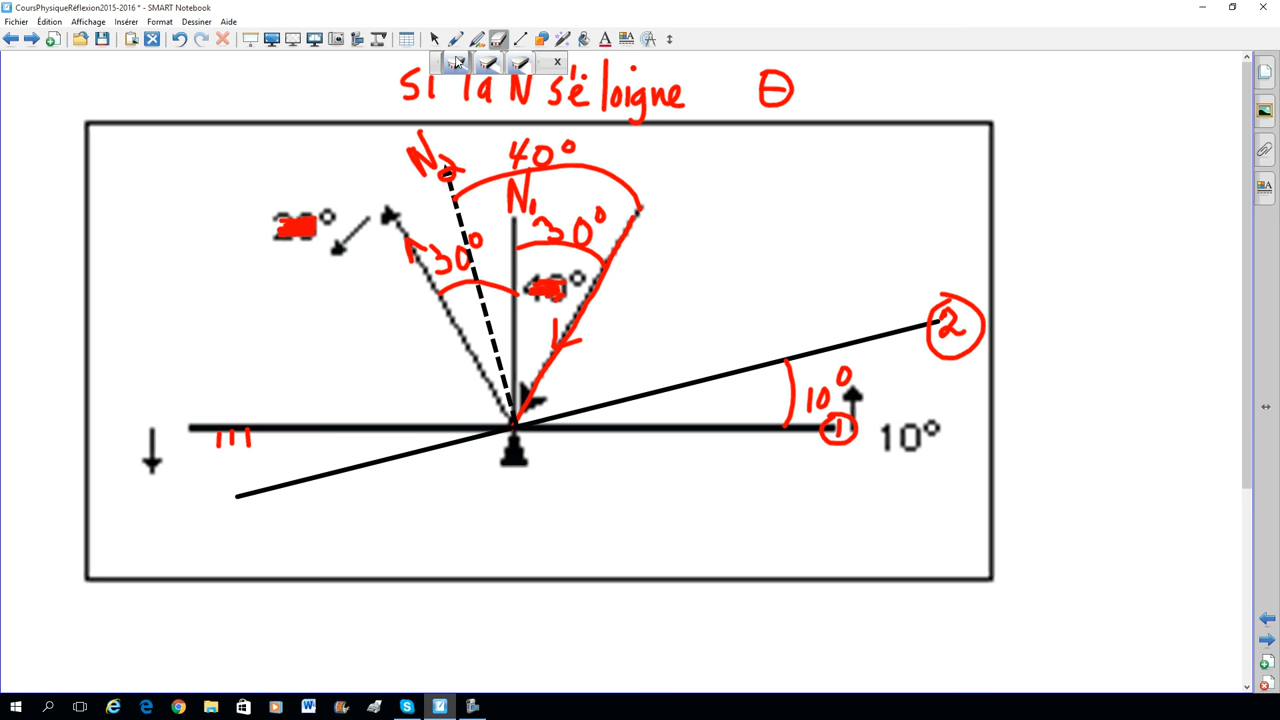 CoursPhysiqueRéflexion2015-2016 * - SMART Notebook
Fichier Édition Affichage Insérer Format Dessiner Aide
x
Si la N s'éloigne θ
N2
40°
N1
30°
°
30°
°
2
10°
1
10°